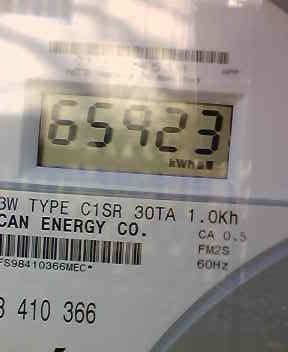 65923
kWh
3W TYPE C1SR 30TA 1.0Kh
CAN ENERGY CO.
CA 0.5
FM2S
60Hz
FS98410366MEC*
3 410 366